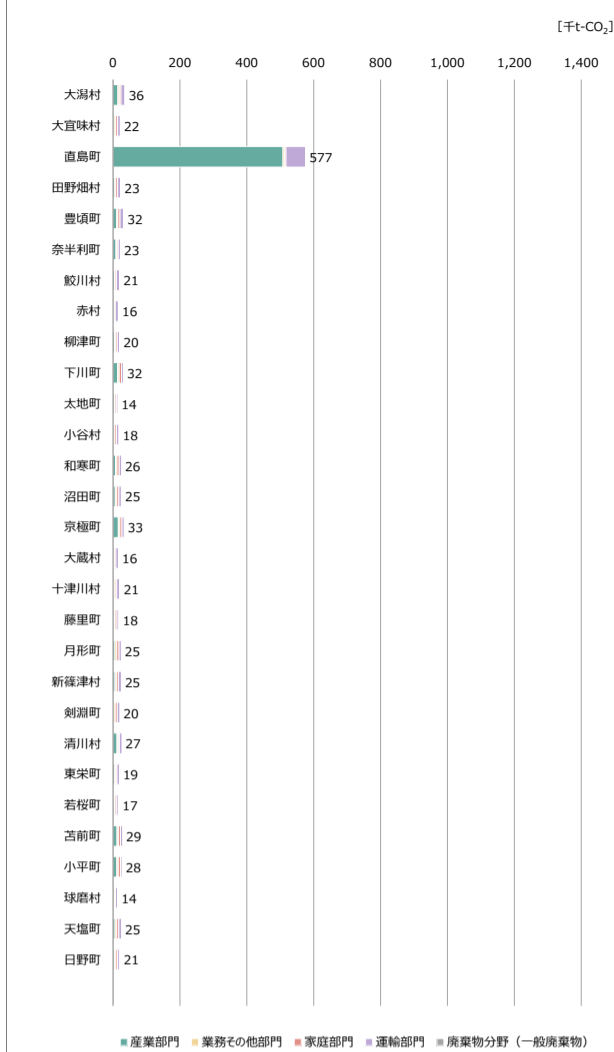 [千t-CO2]
0 200 400 600 800 1,000 1,200 1,400
大潟村 36
大宜味村 22
直島町 577
田野畑村 23
豊頃町 32
奈半利町 23
鮫川村 21
赤村 16
柳津町 20
下川町 32
太地町 14
小谷村 18
和寒町 26
沼田町 25
京極町 33
大蔵村 16
十津川村 21
藤里町 18
月形町 25
新篠津村 25
剣淵町 20
清川村 27
東栄町 19
若桜町 17
苫前町 29
小平町 28
球磨村 14
天塩町 25
日野町 21
産業部門 業務その他部門 家庭部門 運輸部門 廃棄物分野（一般廃棄物）